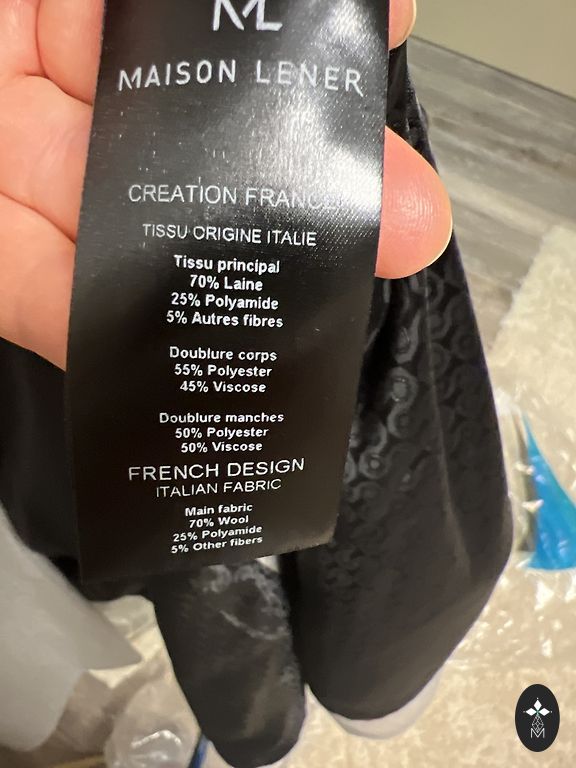 ML
MAISON LENER
CREATION FRANCE
TISSU ORIGINE ITALIE
Tissu principal
70% Laine
25% Polyamide
5% Autres fibres
Doublure corps
55% Polyester
45% Viscose
Doublure manches
50% Polyester
50% Viscose
FRENCH DESIGN
ITALIAN FABRIC
Main fabric
70% Wool
25% Polyamide
5% Other fibers
M